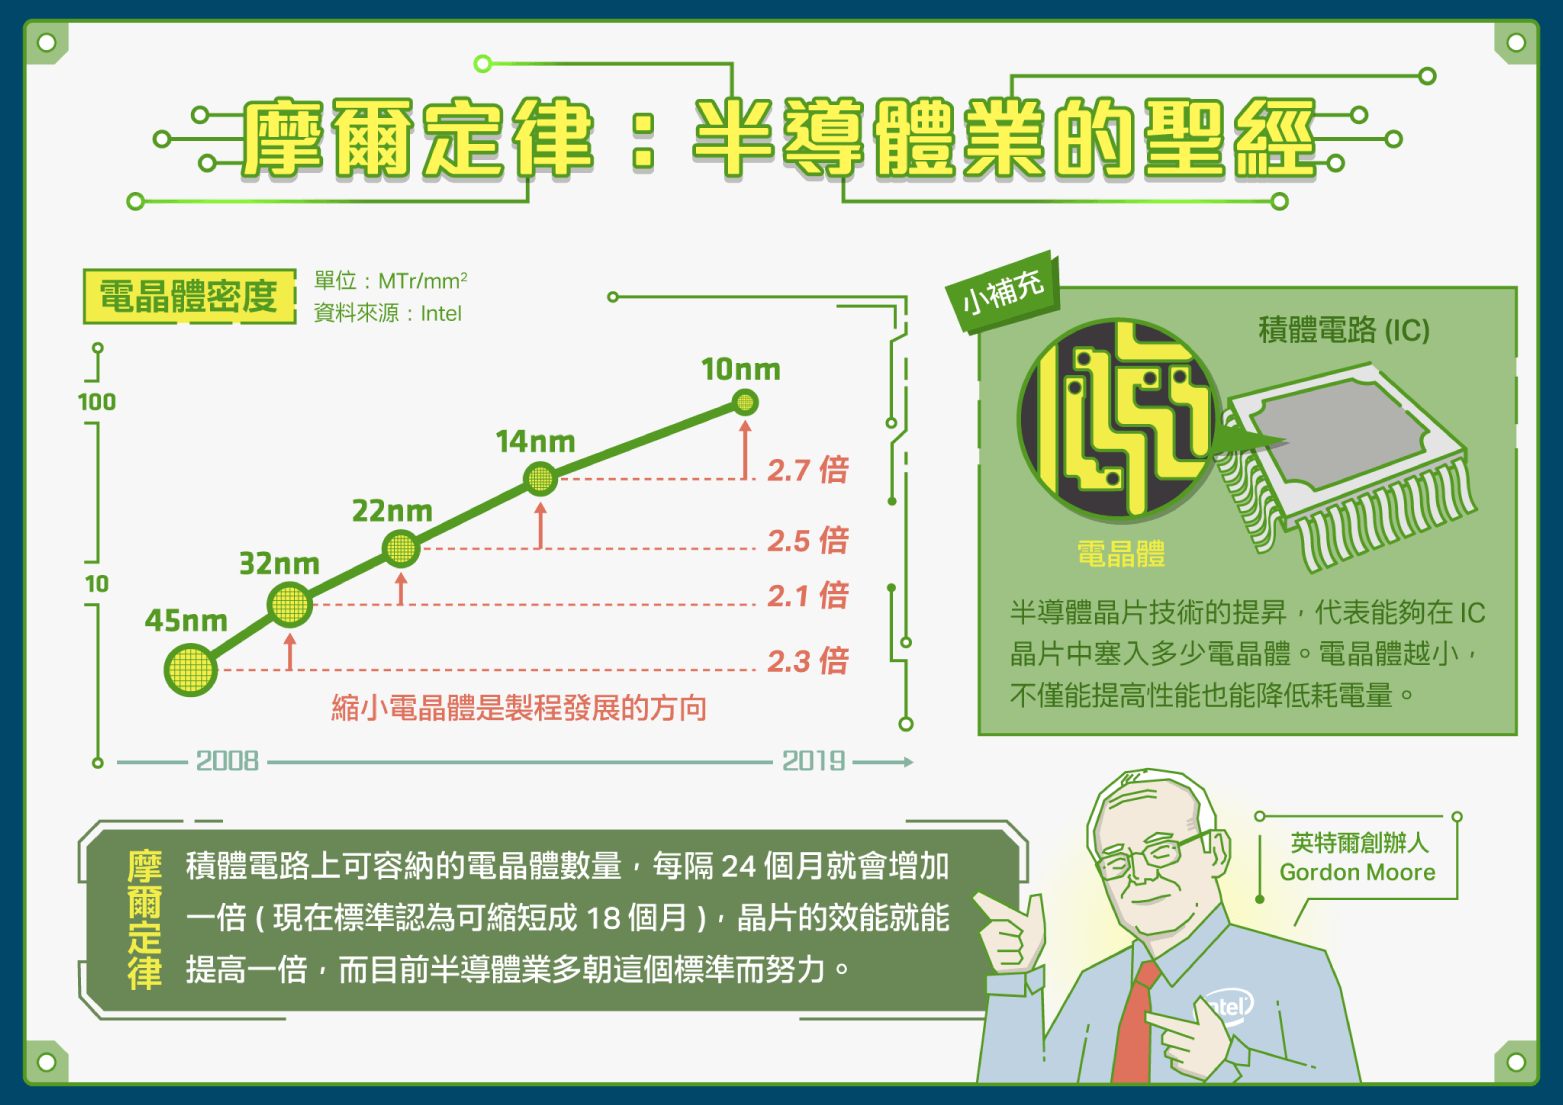 摩爾定律：半導體業的聖經
電晶體密度
單位：MTr/mm²
資料來源：Intel
100
10
45nm
32nm
22nm
14nm
10nm
2.7 倍
2.5 倍
2.1 倍
2.3 倍
縮小電晶體是製程發展的方向
2008
2019
小補充
積體電路 (IC)
電晶體
半導體晶片技術的提昇，代表能夠在 IC
晶片中塞入多少電晶體。電晶體越小，
不僅能提高性能也能降低耗電量。
摩爾定律
積體電路上可容納的電晶體數量，每隔 24 個月就會增加
一倍 ( 現在標準認為可縮短成 18 個月 )，晶片的效能就能
提高一倍，而目前半導體業多朝這個標準而努力。
英特爾創辦人
Gordon Moore
intel